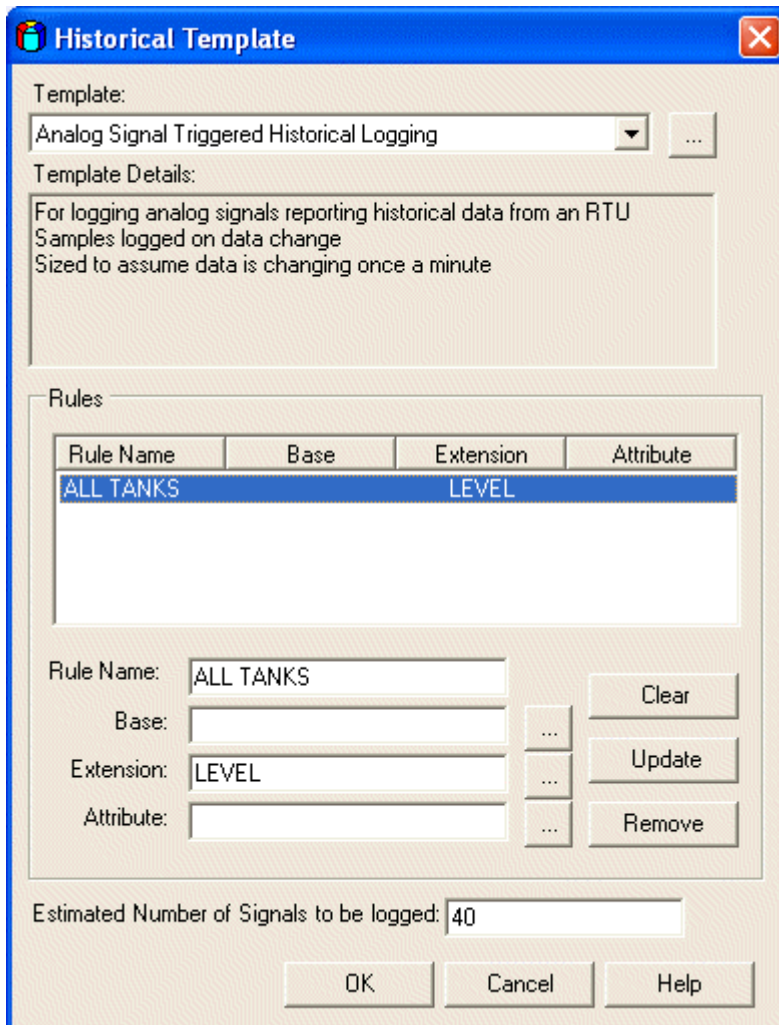 Historical Template
Template:
Analog Signal Triggered Historical Logging
...
Template Details:
For logging analog signals reporting historical data from an RTU
Samples logged on data change
Sized to assume data is changing once a minute
Rules
Rule Name Base Extension Attribute
ALL TANKS LEVEL
Rule Name: ALL TANKS
Clear
Base: ...
Update
Extension: LEVEL ...
Attribute: ...
Remove
Estimated Number of Signals to be logged: 40
OK Cancel Help